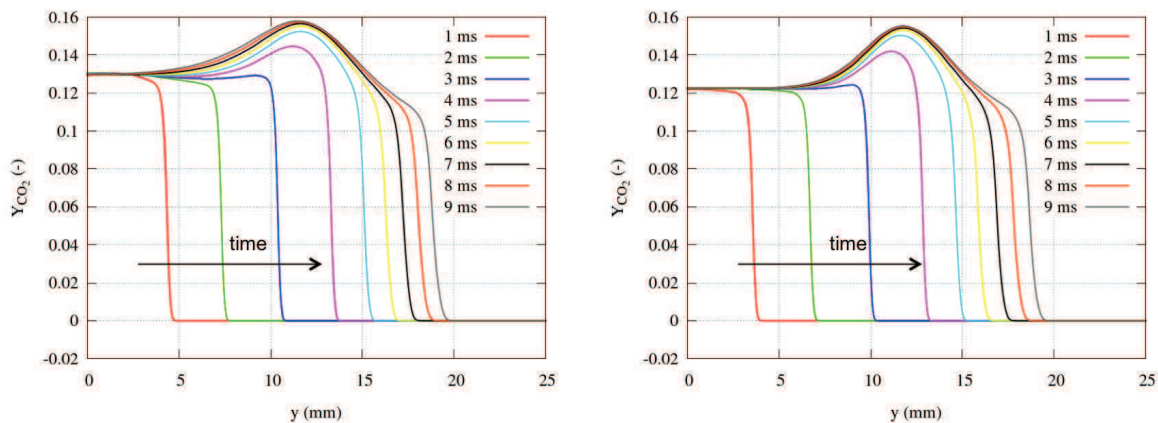 0.16
0.14
0.12
0.1
0.08
0.06
0.04
0.02
0
-0.02
Y_CO2 (-)
0 5 10 15 20 25
y (mm)
1 ms
2 ms
3 ms
4 ms
5 ms
6 ms
7 ms
8 ms
9 ms
time
0.16
0.14
0.12
0.1
0.08
0.06
0.04
0.02
0
-0.02
Y_CO2 (-)
0 5 10 15 20 25
y (mm)
1 ms
2 ms
3 ms
4 ms
5 ms
6 ms
7 ms
8 ms
9 ms
time